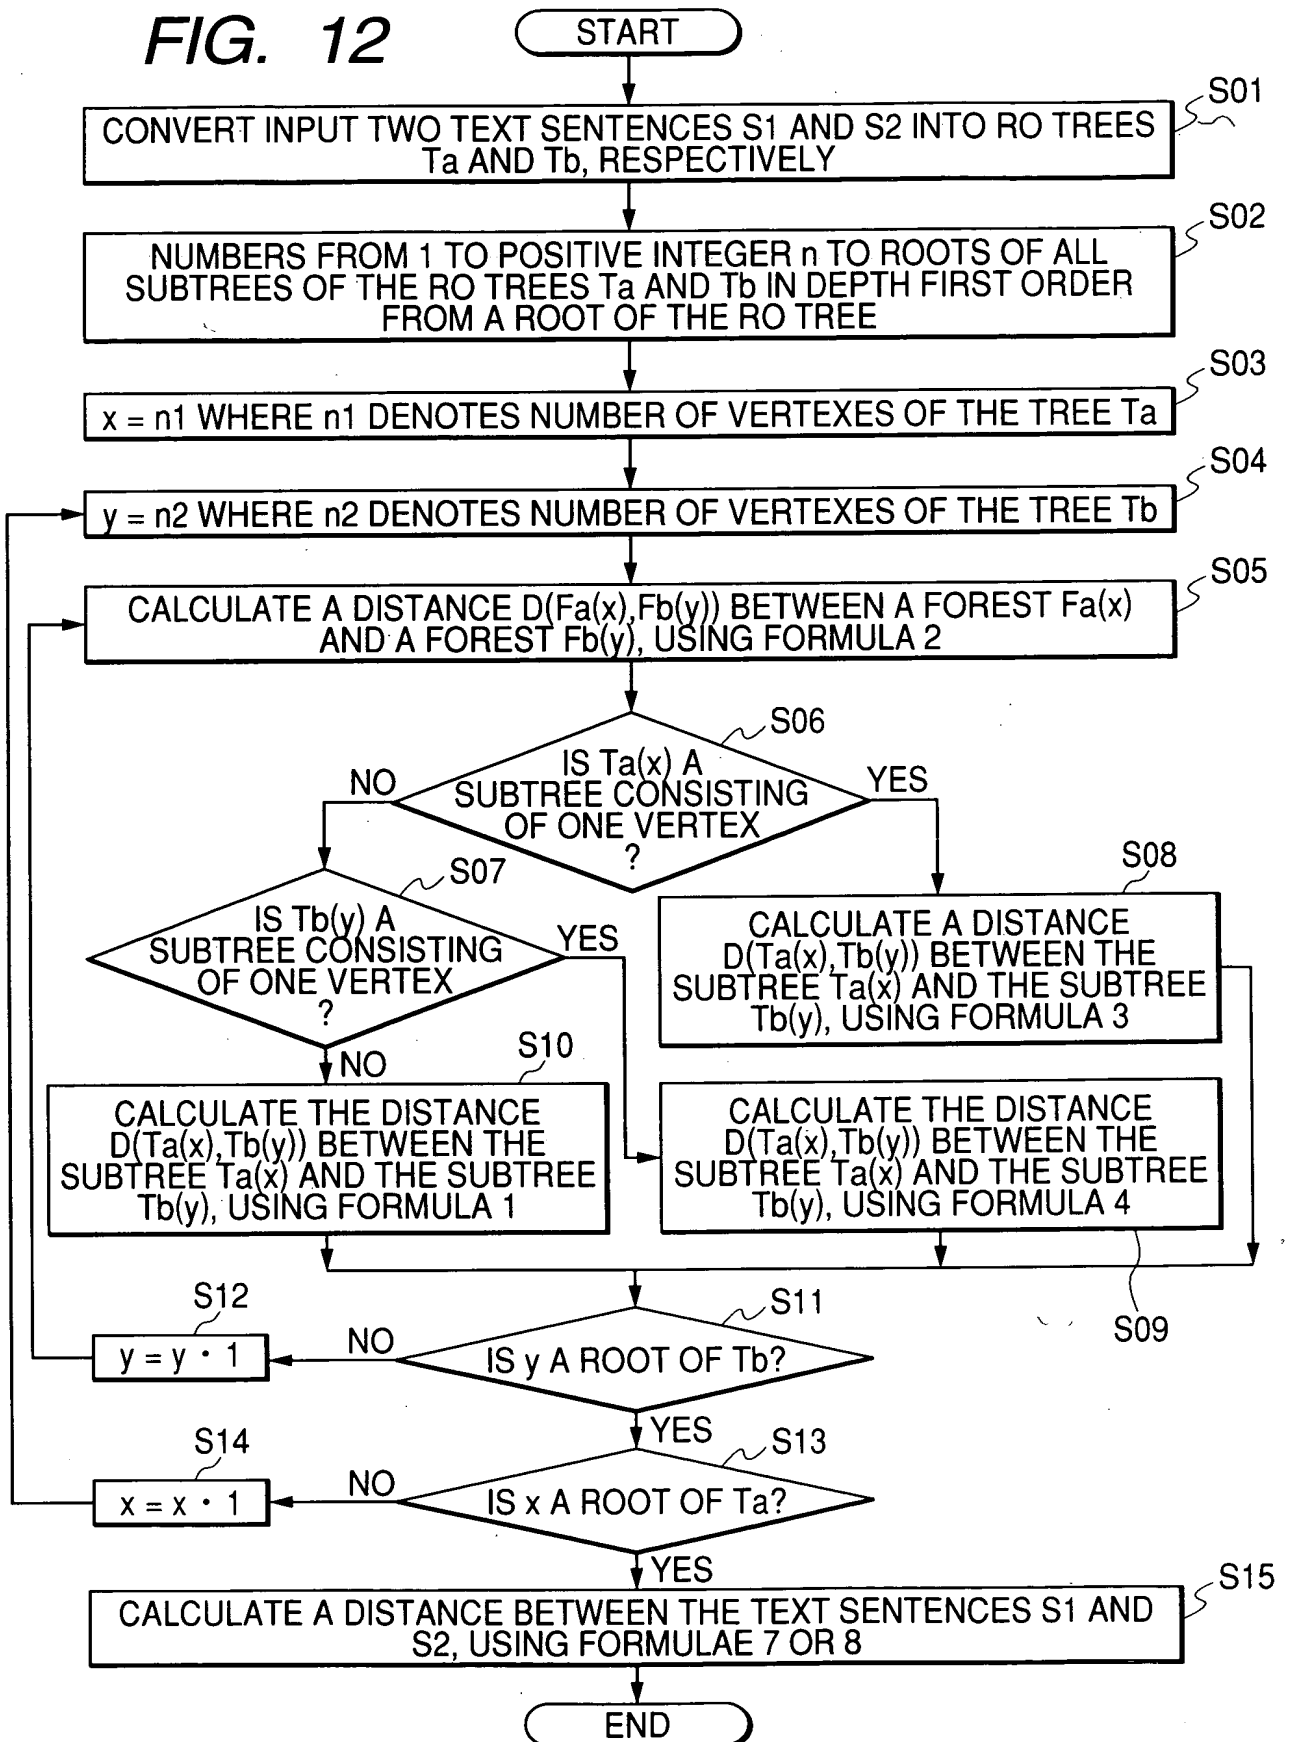 FIG. 12
START
S01
CONVERT INPUT TWO TEXT SENTENCES S1 AND S2 INTO RO TREES
Ta AND Tb, RESPECTIVELY
S02
NUMBERS FROM 1 TO POSITIVE INTEGER n TO ROOTS OF ALL
SUBTREES OF THE RO TREES Ta AND Tb IN DEPTH FIRST ORDER
FROM A ROOT OF THE RO TREE
S03
x = n1 WHERE n1 DENOTES NUMBER OF VERTEXES OF THE TREE Ta
S04
y = n2 WHERE n2 DENOTES NUMBER OF VERTEXES OF THE TREE Tb
S05
CALCULATE A DISTANCE D(Fa(x),Fb(y)) BETWEEN A FOREST Fa(x)
AND A FOREST Fb(y), USING FORMULA 2
S06
IS Ta(x) A
SUBTREE CONSISTING
OF ONE VERTEX
?
NO
YES
S07
IS Tb(y) A
SUBTREE CONSISTING
OF ONE VERTEX
?
YES
NO
S08
CALCULATE A DISTANCE
D(Ta(x),Tb(y)) BETWEEN THE
SUBTREE Ta(x) AND THE SUBTREE
Tb(y), USING FORMULA 3
S10
CALCULATE THE DISTANCE
D(Ta(x),Tb(y)) BETWEEN THE
SUBTREE Ta(x) AND THE SUBTREE
Tb(y), USING FORMULA 1
CALCULATE THE DISTANCE
D(Ta(x),Tb(y)) BETWEEN THE
SUBTREE Ta(x) AND THE SUBTREE
Tb(y), USING FORMULA 4
S09
S11
IS y A ROOT OF Tb?
NO
S12
y = y · 1
YES
S13
IS x A ROOT OF Ta?
NO
S14
x = x · 1
YES
S15
CALCULATE A DISTANCE BETWEEN THE TEXT SENTENCES S1 AND
S2, USING FORMULAE 7 OR 8
END